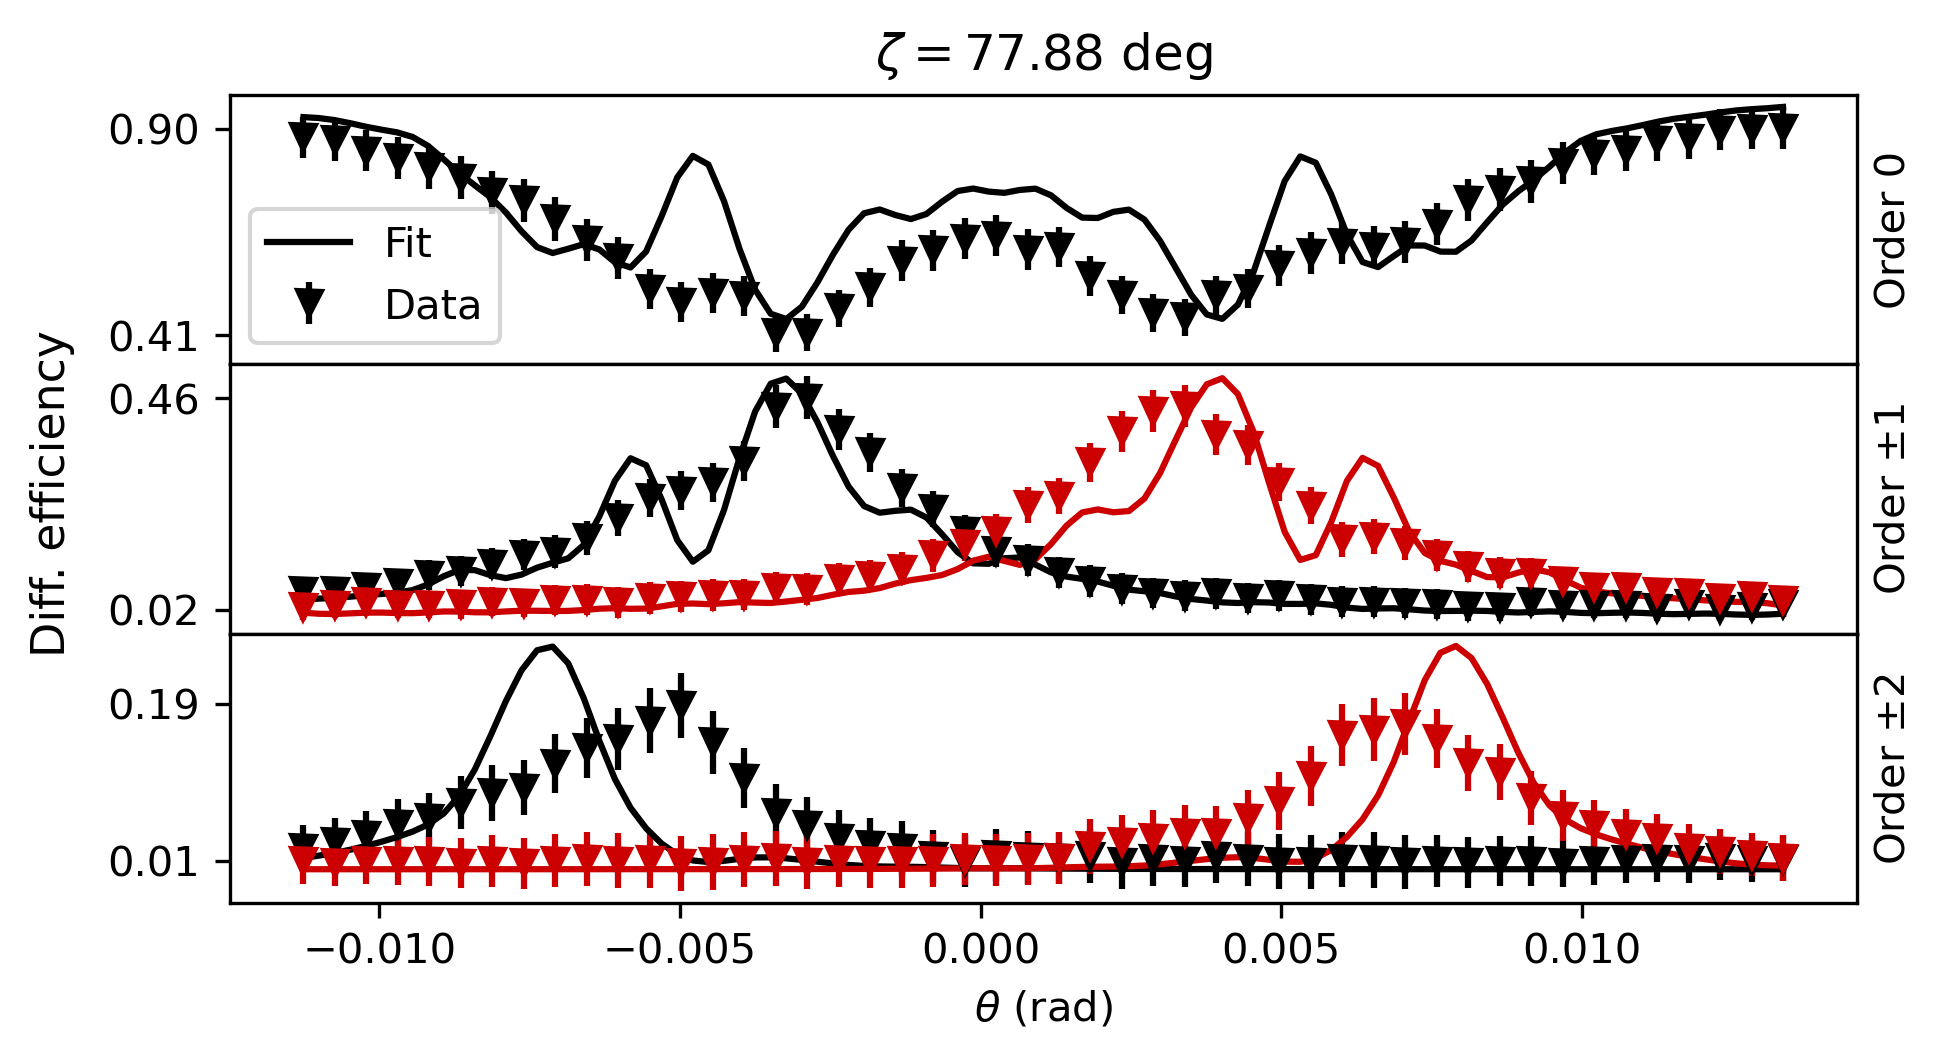 ζ = 77.88 deg
0.90
0.41
Fit
Data
Order 0
0.46
0.02
Order ±1
0.19
0.01
Order ±2
Diff. efficiency
−0.010 −0.005 0.000 0.005 0.010
θ (rad)